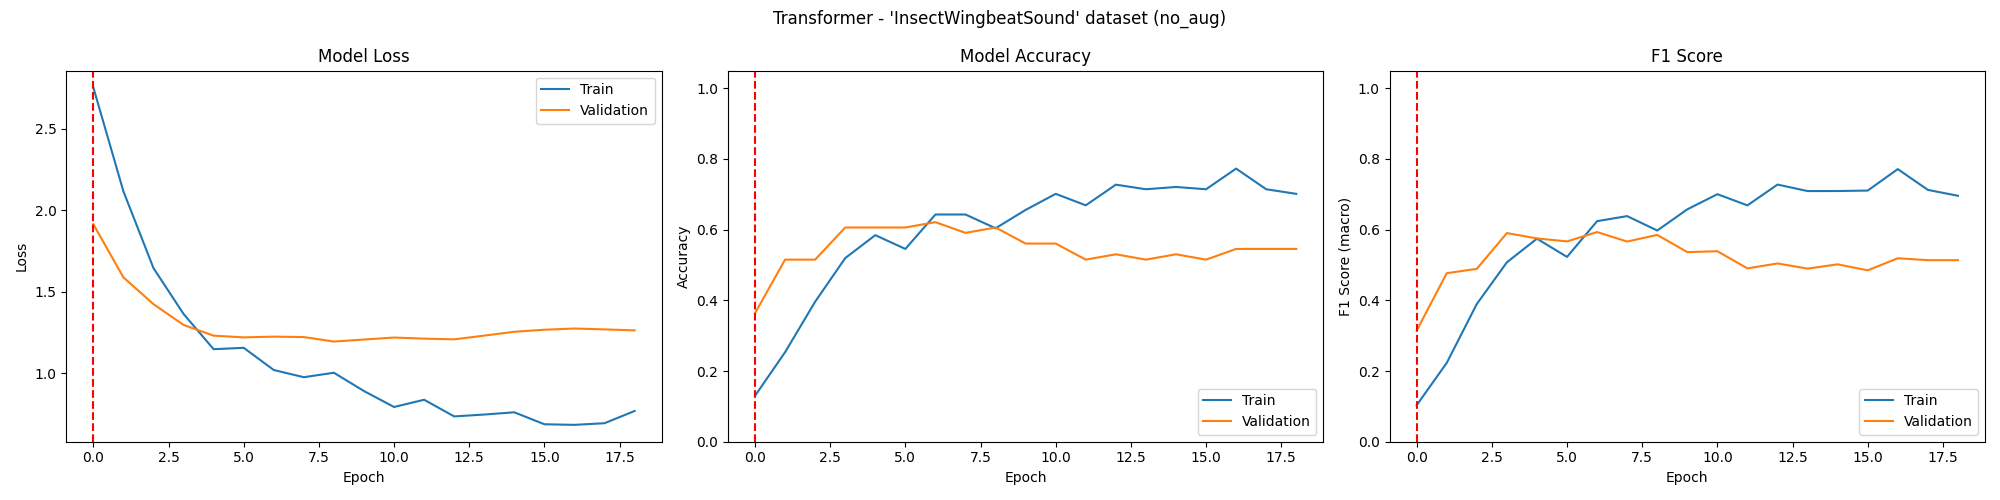 Transformer - 'InsectWingbeatSound' dataset (no_aug)
Model Loss
Loss
2.5
2.0
1.5
1.0
0.0 2.5 5.0 7.5 10.0 12.5 15.0 17.5
Epoch
Train
Validation
Model Accuracy
Accuracy
1.0
0.8
0.6
0.4
0.2
0.0
0.0 2.5 5.0 7.5 10.0 12.5 15.0 17.5
Epoch
Train
Validation
F1 Score
F1 Score (macro)
1.0
0.8
0.6
0.4
0.2
0.0
0.0 2.5 5.0 7.5 10.0 12.5 15.0 17.5
Epoch
Train
Validation